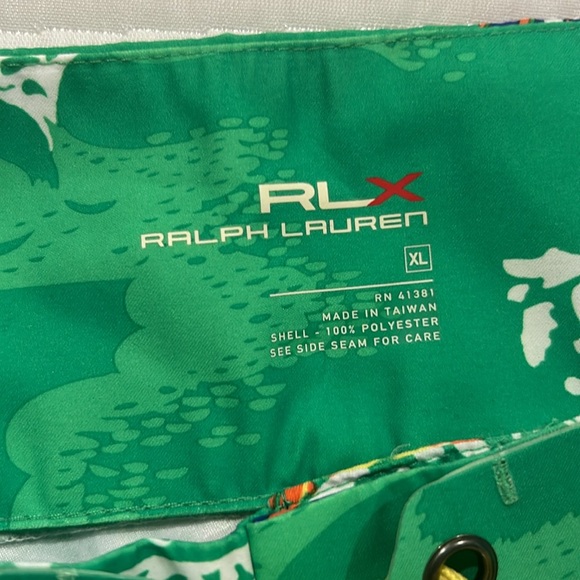 RLX
RALPH LAUREN
XL
RN 41381
MADE IN TAIWAN
SHELL - 100% POLYESTER
SEE SIDE SEAM FOR CARE